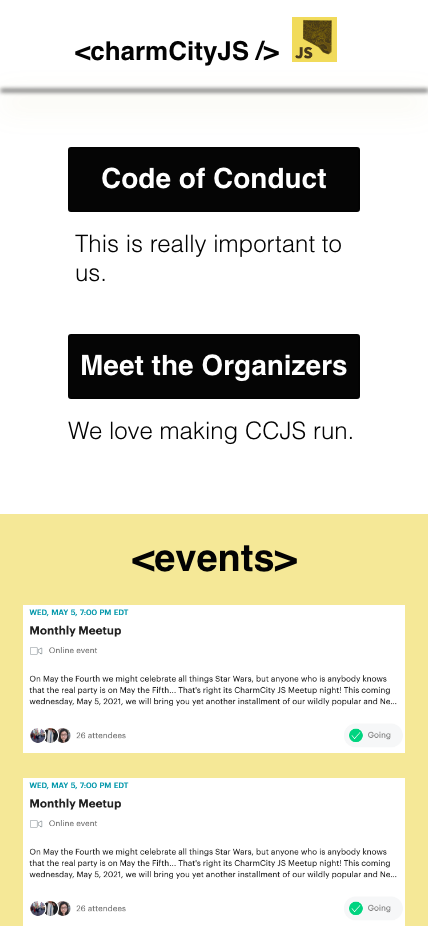 <charmCityJS />
JS
Code of Conduct
This is really important to
us.
Meet the Organizers
We love making CCJS run.
<events>
WED, MAY 5, 7:00 PM EDT
Monthly Meetup
Online event
On May the Fourth we might celebrate all things Star Wars, but anyone who is anybody knows
that the real party is on May the Fifth... That's right its CharmCity JS Meetup night! This coming
wednesday, May 5, 2021, we will bring you yet another installment of our wildly popular and Ne...
26 attendees
Going
WED, MAY 5, 7:00 PM EDT
Monthly Meetup
Online event
On May the Fourth we might celebrate all things Star Wars, but anyone who is anybody knows
that the real party is on May the Fifth... That's right its CharmCity JS Meetup night! This coming
wednesday, May 5, 2021, we will bring you yet another installment of our wildly popular and Ne...
26 attendees
Going